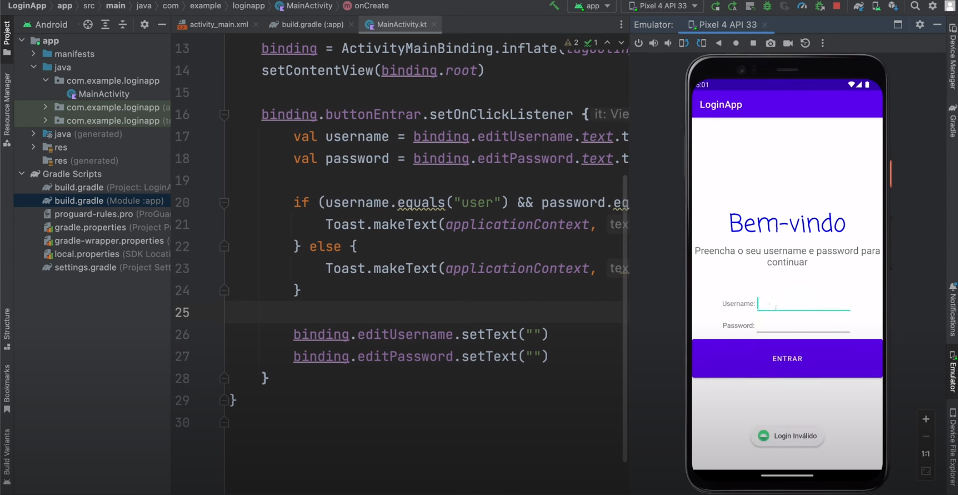 LoginApp app src main java com example loginapp MainActivity onCreate
app Pixel 4 API 33
Android
activity_main.xml build.gradle (:app) MainActivity.kt
Emulator: Pixel 4 API 33
Project
Resource Manager
Structure
Bookmarks
Build Variants
app
manifests
java
com.example.loginapp
MainActivity
com.example.loginapp
com.example.loginapp
java (generated)
res
res (generated)
Gradle Scripts
build.gradle (Project: LoginA
build.gradle (Module :app)
proguard-rules.pro (ProGuar
gradle.properties (Project P
gradle-wrapper.properties
local.properties (SDK Locati
settings.gradle (Project Sett
2 1
13 binding = ActivityMainBinding.inflate(
14 setContentView(binding.root)
15
16 binding.buttonEntrar.setOnClickListener { it: Vie
17 val username = binding.editUsername.text.t
18 val password = binding.editPassword.text.t
19
20 if (username.equals("user") && password.eq
21 Toast.makeText(applicationContext, tex
22 } else {
23 Toast.makeText(applicationContext, tex
24 }
25
26 binding.editUsername.setText("")
27 binding.editPassword.setText("")
28 }
29 }
30
5:01
LoginApp
Bem-vindo
Preencha o seu username e password para
continuar
Username:
Password:
ENTRAR
Login Inválido
1:1
Device Manager
Gradle
Notifications
Emulator
Device File Explorer